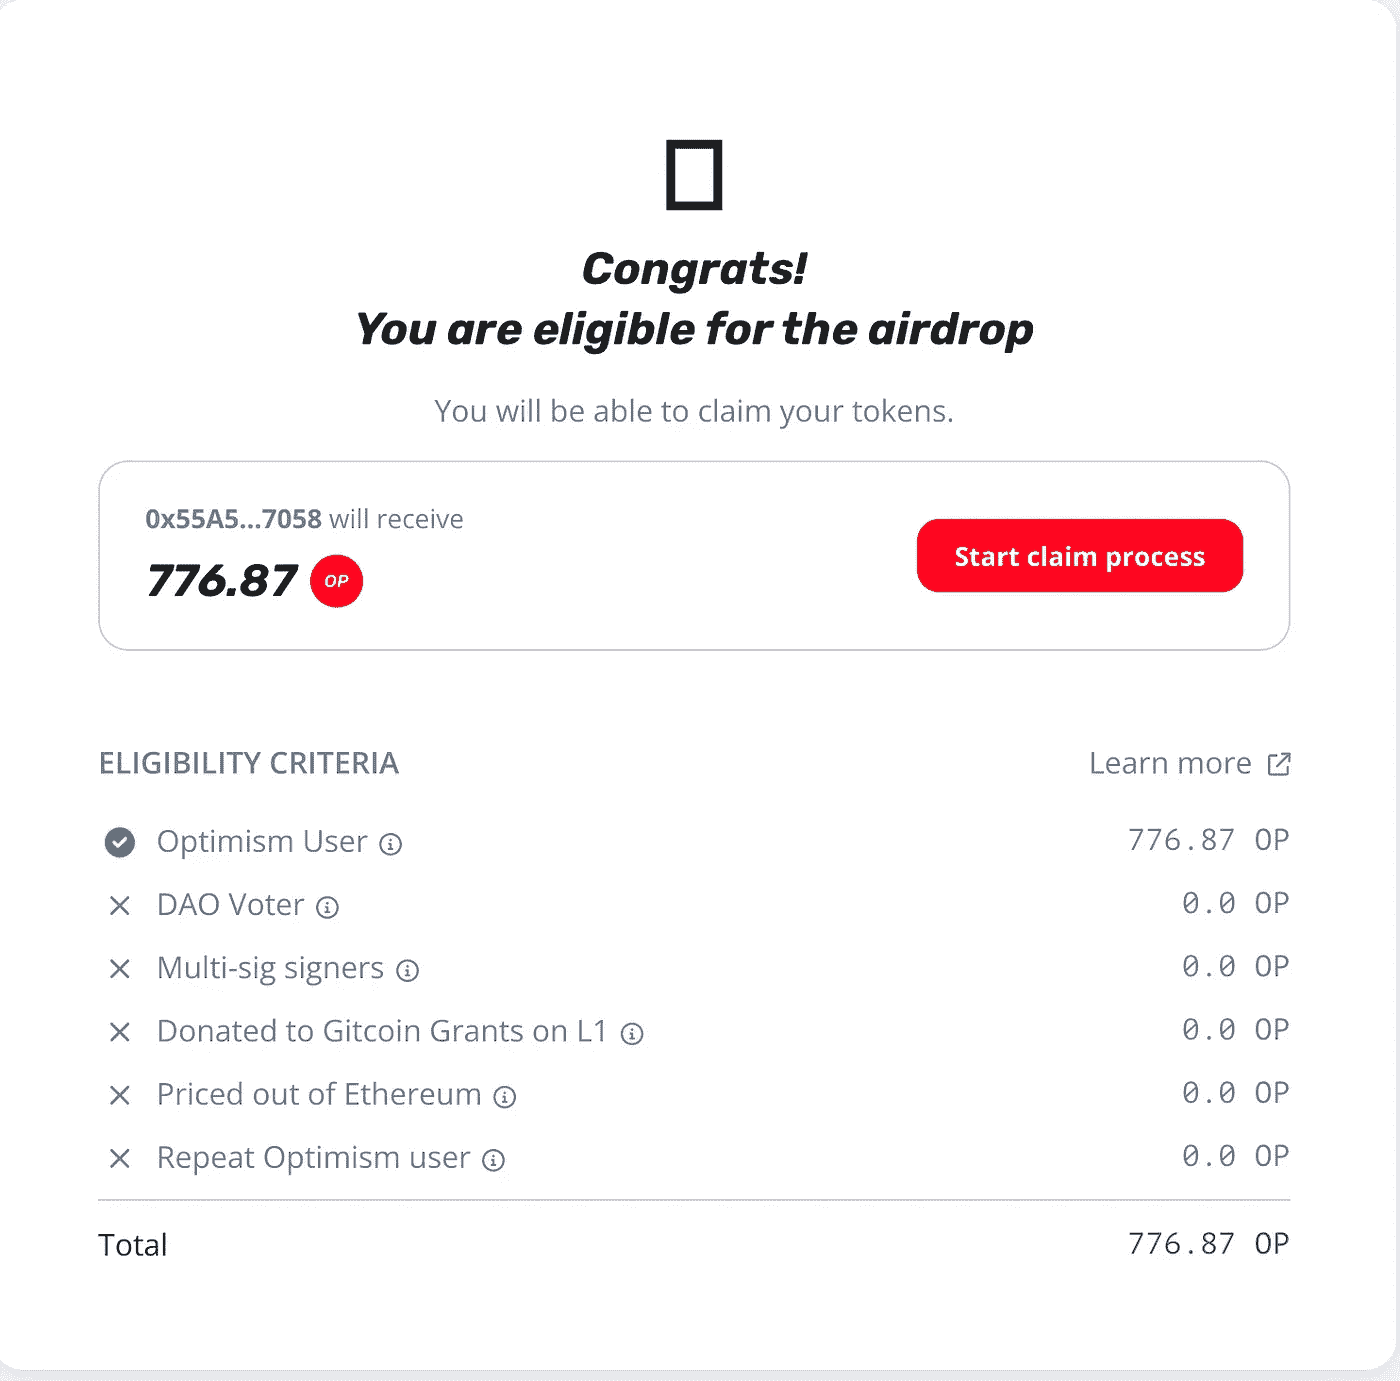 Congrats!
You are eligible for the airdrop
You will be able to claim your tokens.
0x55A5...7058 will receive
776.87 OP
Start claim process
ELIGIBILITY CRITERIA
Learn more
Optimism User 776.87 OP
DAO Voter 0.0 OP
Multi-sig signers 0.0 OP
Donated to Gitcoin Grants on L1 0.0 OP
Priced out of Ethereum 0.0 OP
Repeat Optimism user 0.0 OP
Total 776.87 OP